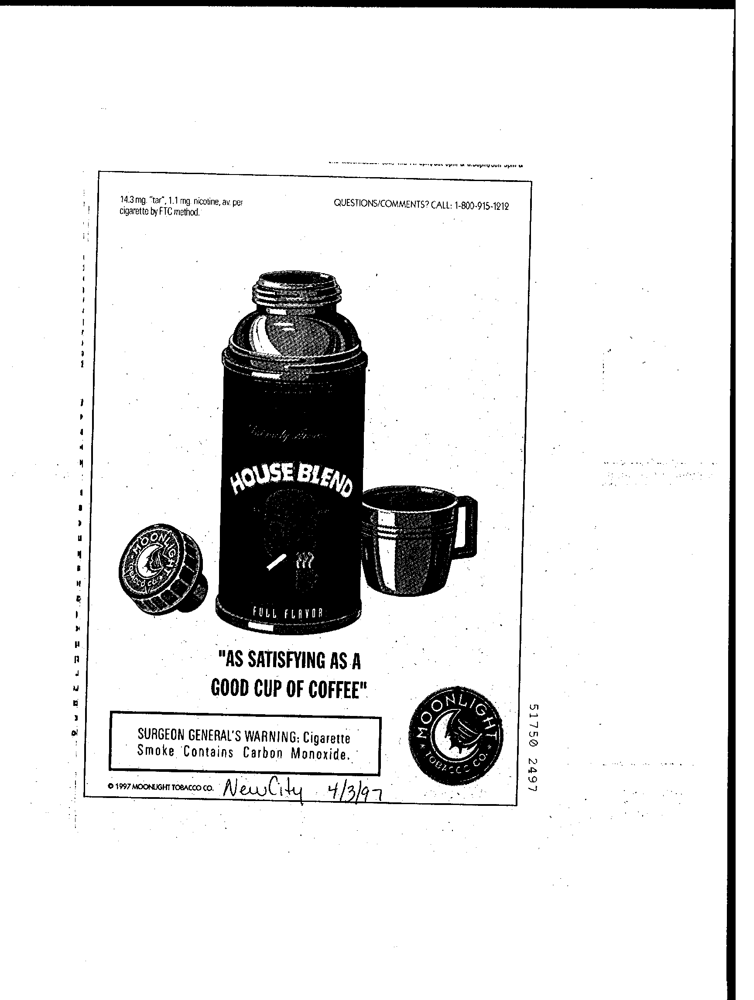 14.3 mg. "tar", 1.1 mg. nicotine, av. per
cigarette by FTC method.
QUESTIONS/COMMENTS? CALL: 1-800-915-1212
HOUSE BLEND
FULL FLAVOR
MOONLIGHT
TOBACCO CO.
"AS SATISFYING AS A
GOOD CUP OF COFFEE"
SURGEON GENERAL'S WARNING: Cigarette
Smoke Contains Carbon Monoxide.
MOONLIGHT
TOBACCO CO.
© 1997 MOONLIGHT TOBACCO CO.
New City 4/3/97
51750 2497